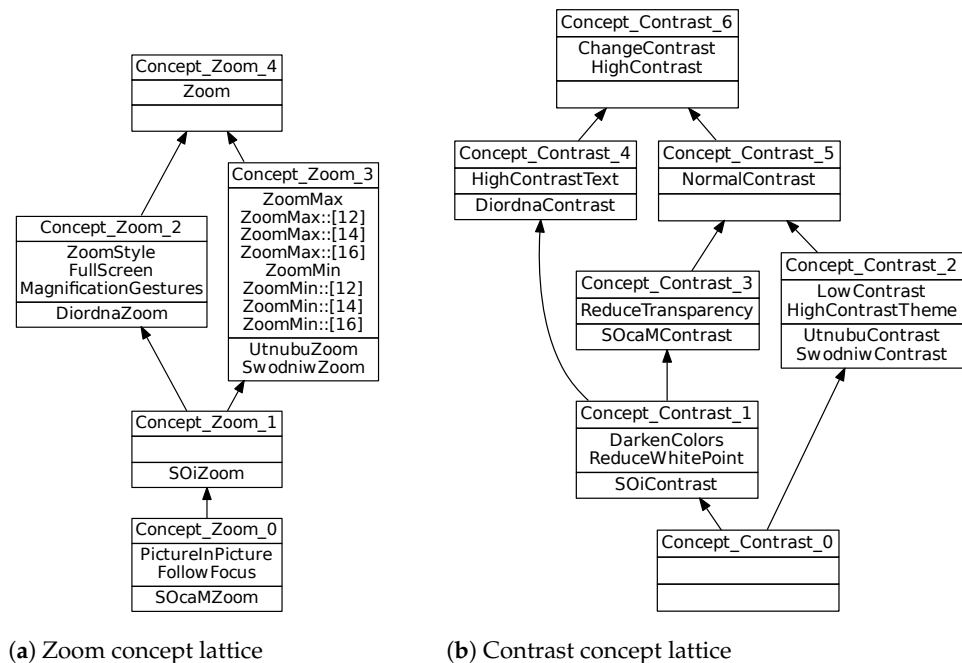 Concept_Zoom_4
Zoom
Concept_Zoom_2
ZoomStyle
FullScreen
MagnificationGestures
DiordnaZoom
Concept_Zoom_3
ZoomMax
ZoomMax::[12]
ZoomMax::[14]
ZoomMax::[16]
ZoomMin
ZoomMin::[12]
ZoomMin::[14]
ZoomMin::[16]
UtnubuZoom
SwodniwZoom
Concept_Zoom_1
SOiZoom
Concept_Zoom_0
PictureInPicture
FollowFocus
SOcaMZoom
(a) Zoom concept lattice
Concept_Contrast_6
ChangeContrast
HighContrast
Concept_Contrast_4
HighContrastText
DiordnaContrast
Concept_Contrast_5
NormalContrast
Concept_Contrast_3
ReduceTransparency
SOcaMContrast
Concept_Contrast_2
LowContrast
HighContrastTheme
UtnubuContrast
SwodniwContrast
Concept_Contrast_1
DarkenColors
ReduceWhitePoint
SOiContrast
Concept_Contrast_0
(b) Contrast concept lattice